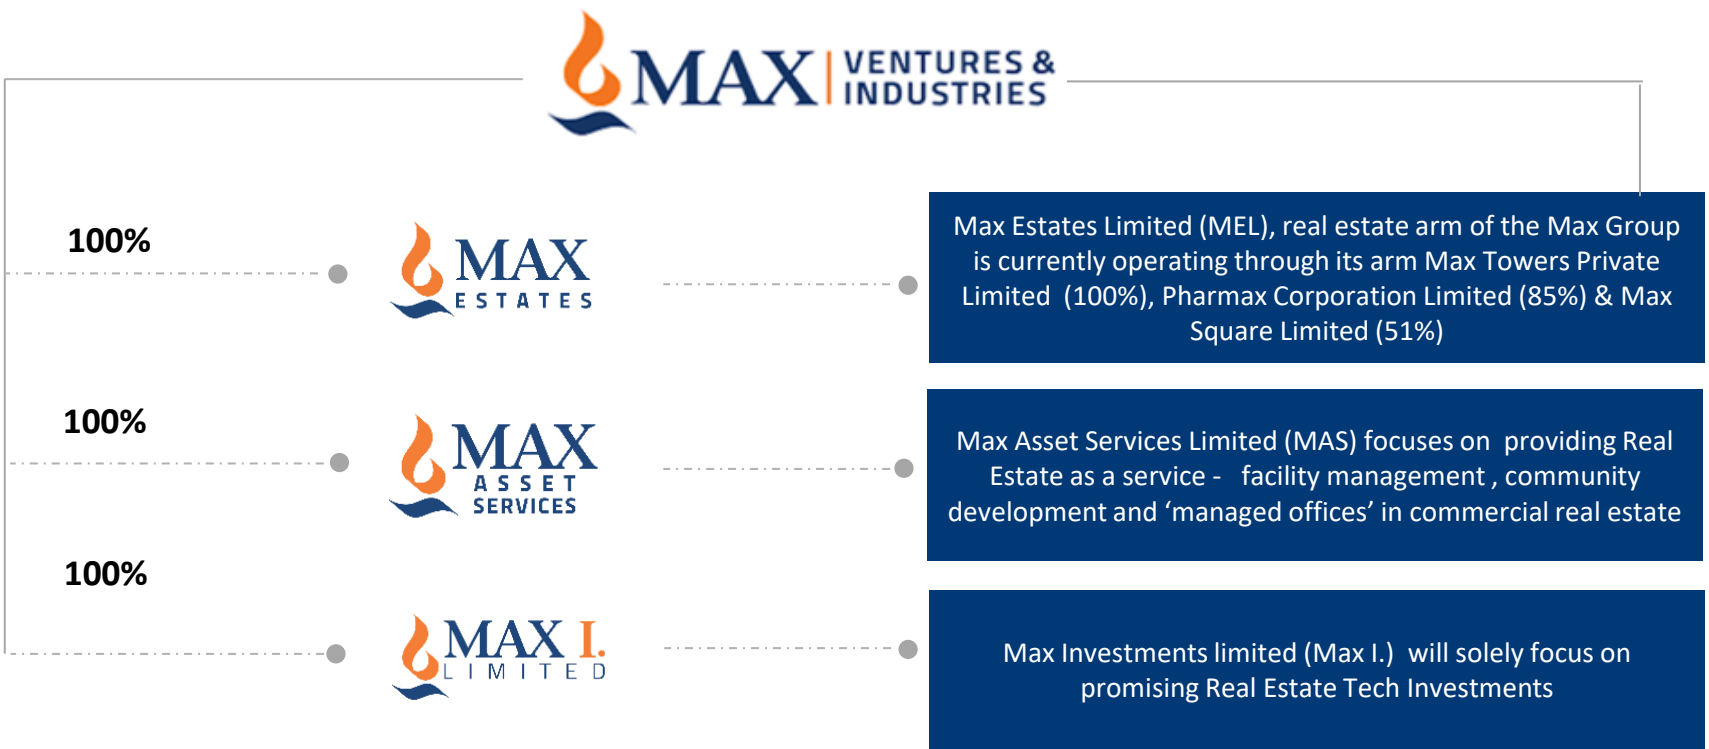 MAX VENTURES &
INDUSTRIES
100%
MAX
ESTATES
Max Estates Limited (MEL), real estate arm of the Max Group
is currently operating through its arm Max Towers Private
Limited (100%), Pharmax Corporation Limited (85%) & Max
Square Limited (51%)
100%
MAX
ASSET
SERVICES
Max Asset Services Limited (MAS) focuses on providing Real
Estate as a service - facility management , community
development and ‘managed offices’ in commercial real estate
100%
MAX I.
LIMITED
Max Investments limited (Max I.) will solely focus on
promising Real Estate Tech Investments